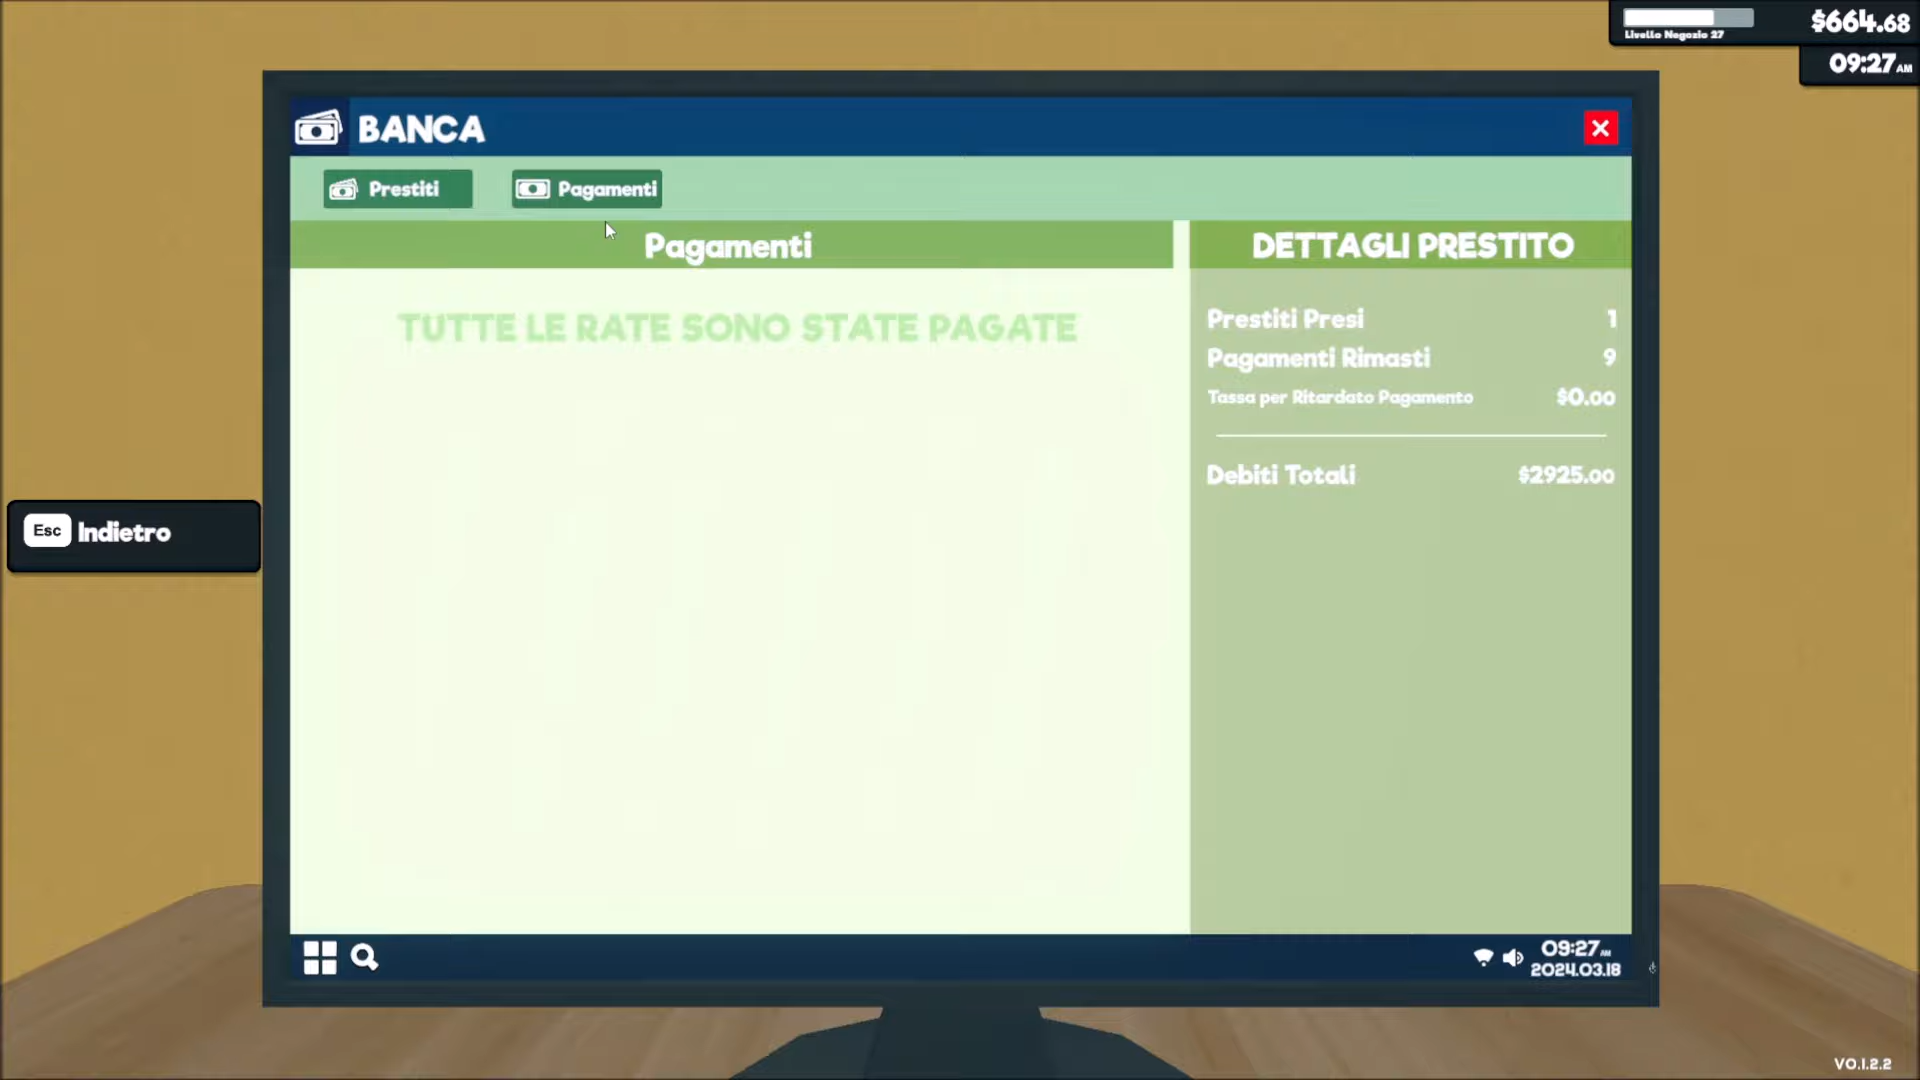 $664.68
Livello Negozio 27
09:27AM
BANCA
Prestiti
Pagamenti
Pagamenti
DETTAGLI PRESTITO
TUTTE LE RATE SONO STATE PAGATE
Prestiti Presi 1
Pagamenti Rimasti 9
Tassa per Ritardato Pagamento $0.00
Debiti Totali $2925.00
Esc Indietro
09:27AM
2024.03.18
V0.1.2.2